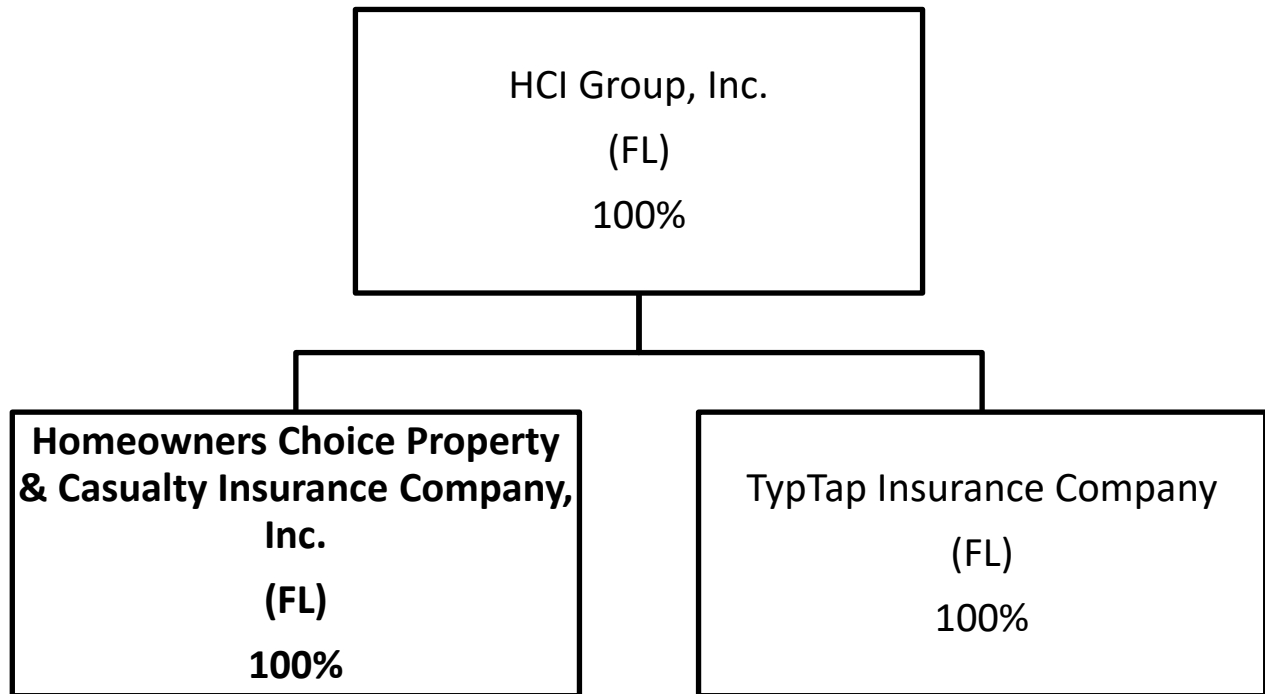 HCI Group, Inc.
(FL)
100%
Homeowners Choice Property
& Casualty Insurance Company,
Inc.
(FL)
100%
TypTap Insurance Company
(FL)
100%